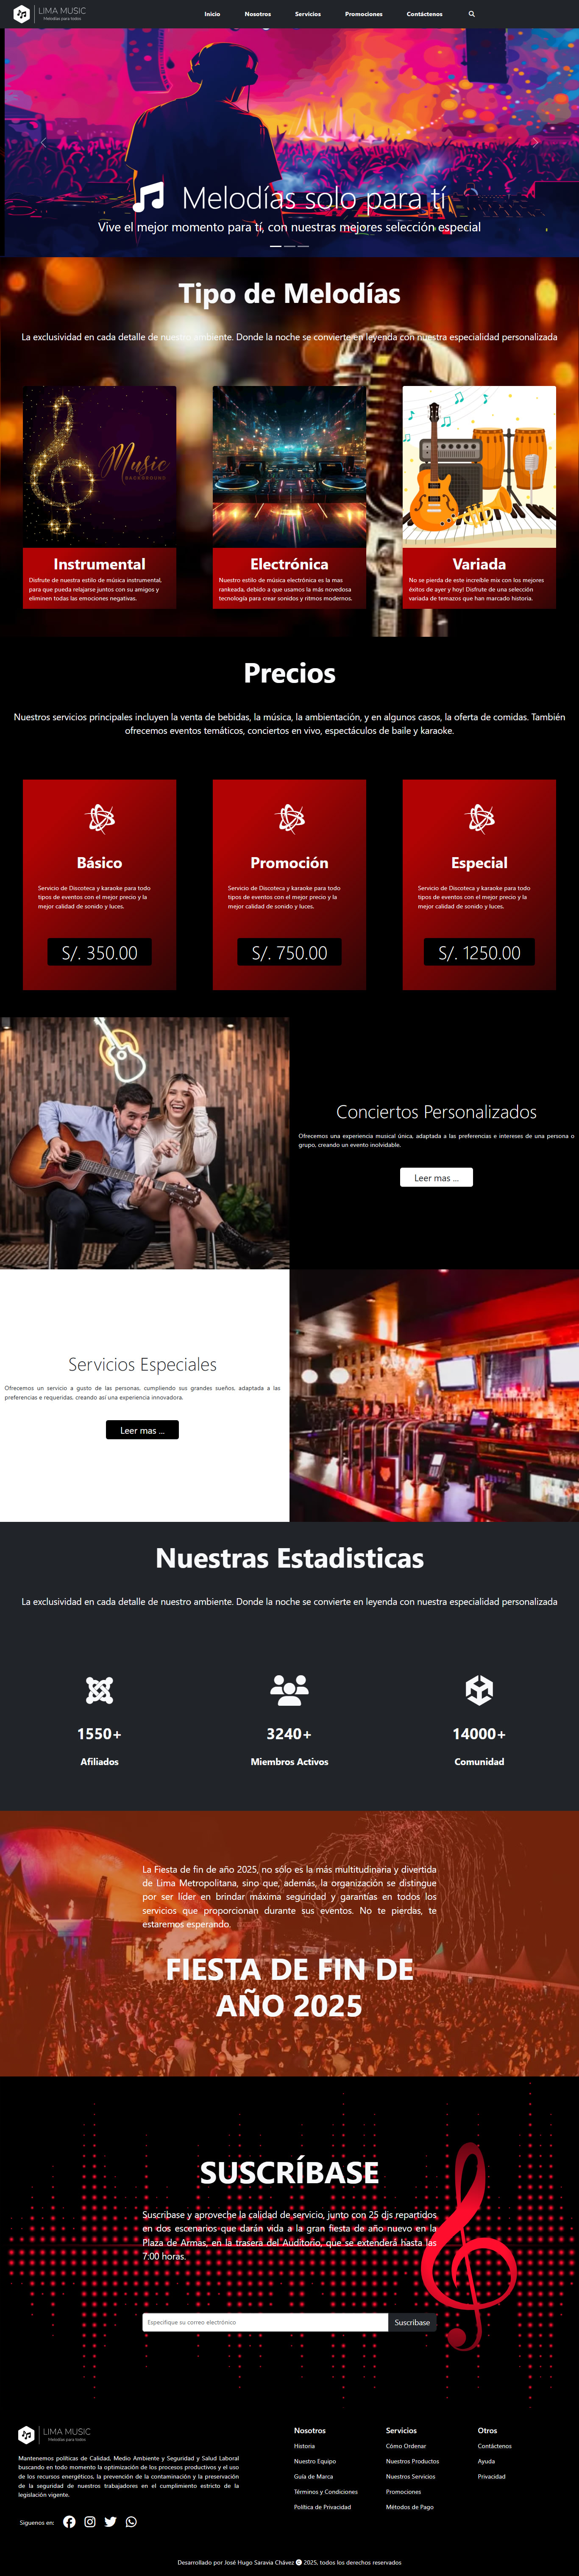 LIMA MUSIC
Melodías para todos
Inicio Nosotros Servicios Promociones Contáctenos
Melodías solo para tí
Vive el mejor momento para tí, con nuestras mejores selección especial
Tipo de Melodías
La exclusividad en cada detalle de nuestro ambiente. Donde la noche se convierte en leyenda con nuestra especialidad personalizada
Music
BACKGROUND
Instrumental
Disfrute de nuestra estilo de música instrumental,
para que pueda relajarse juntos con su amigos y
eliminen todas las emociones negativas.
Electrónica
Nuestro estilo de música electrónica es la mas
rankeada, debido a que usamos la más novedosa
tecnología para crear sonidos y ritmos modernos.
Variada
No se pierda de este increíble mix con los mejores
éxitos de ayer y hoy! Disfrute de una selección
variada de temazos que han marcado historia.
Precios
Nuestros servicios principales incluyen la venta de bebidas, la música, la ambientación, y en algunos casos, la oferta de comidas. También
ofrecemos eventos temáticos, conciertos en vivo, espectáculos de baile y karaoke.
Básico
Servicio de Discoteca y karaoke para todo
tipos de eventos con el mejor precio y la
mejor calidad de sonido y luces.
S/. 350.00
Promoción
Servicio de Discoteca y karaoke para todo
tipos de eventos con el mejor precio y la
mejor calidad de sonido y luces.
S/. 750.00
Especial
Servicio de Discoteca y karaoke para todo
tipos de eventos con el mejor precio y la
mejor calidad de sonido y luces.
S/. 1250.00
Conciertos Personalizados
Ofrecemos una experiencia musical única, adaptada a las preferencias e intereses de una persona o
grupo, creando un evento inolvidable.
Leer mas ...
Servicios Especiales
Ofrecemos un servicio a gusto de las personas, cumpliendo sus grandes sueños, adaptada a las
preferencias e requeridas, creando así una experiencia innovadora.
Leer mas ...
Nuestras Estadisticas
La exclusividad en cada detalle de nuestro ambiente. Donde la noche se convierte en leyenda con nuestra especialidad personalizada
1550+
Afiliados
3240+
Miembros Activos
14000+
Comunidad
La Fiesta de fin de año 2025, no sólo es la más multitudinaria y divertida
de Lima Metropolitana, sino que, además, la organización se distingue
por ser líder en brindar máxima seguridad y garantías en todos los
servicios que proporcionan durante sus eventos. No te pierdas, te
estaremos esperando.
FIESTA DE FIN DE
AÑO 2025
SUSCRÍBASE
Suscribase y aproveche la calidad de servicio, junto con 25 djs repartidos
en dos escenarios que darán vida a la gran fiesta de año nuevo en la
Plaza de Armas, en la trasera del Auditorio, que se extenderá hasta las
7:00 horas.
Especifique su correo electrónico
Suscribase
LIMA MUSIC
Melodías para todos
Mantenemos políticas de Calidad, Medio Ambiente y Seguridad y Salud Laboral
buscando en todo momento la optimización de los procesos productivos y el uso
de los recursos energéticos, la prevención de la contaminación y la preservación
de la seguridad de nuestros trabajadores en el cumplimiento estricto de la
legislación vigente.
Siguenos en:
Nosotros
Historia
Nuestro Equipo
Guía de Marca
Términos y Condiciones
Política de Privacidad
Servicios
Cómo Ordenar
Nuestros Productos
Nuestros Servicios
Promociones
Métodos de Pago
Otros
Contáctenos
Ayuda
Privacidad
Desarrollado por José Hugo Saravia Chávez © 2025, todos los derechos reservados